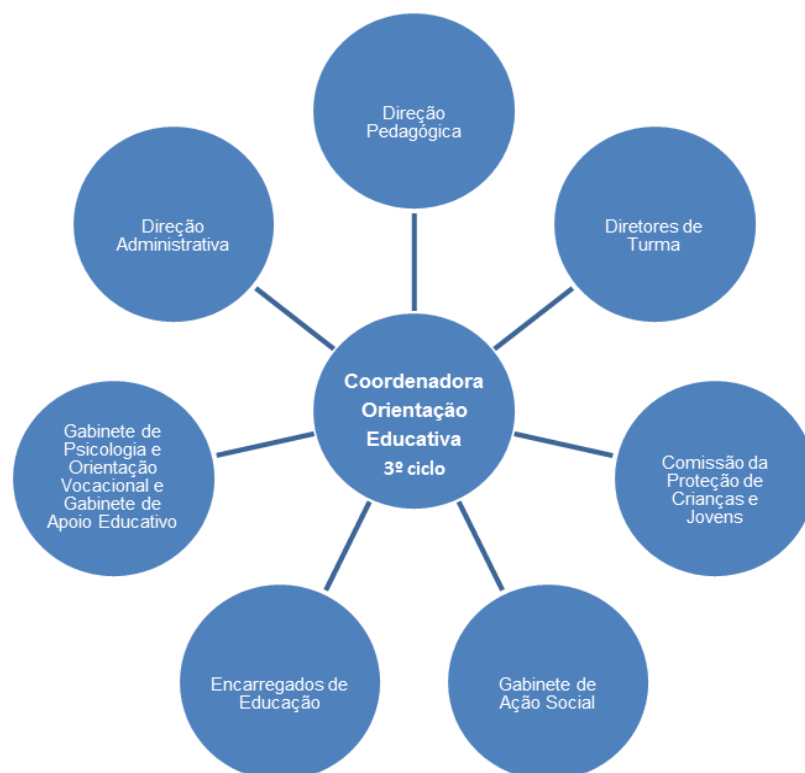 Direção
Pedagógica
Direção
Administrativa
Diretores de
Turma
Coordenadora
Orientação
Educativa
3º ciclo
Gabinete de
Psicologia e
Orientação
Vocacional e
Gabinete de
Apoio Educativo
Comissão da
Proteção de
Crianças e
Jovens
Encarregados de
Educação
Gabinete de
Ação Social